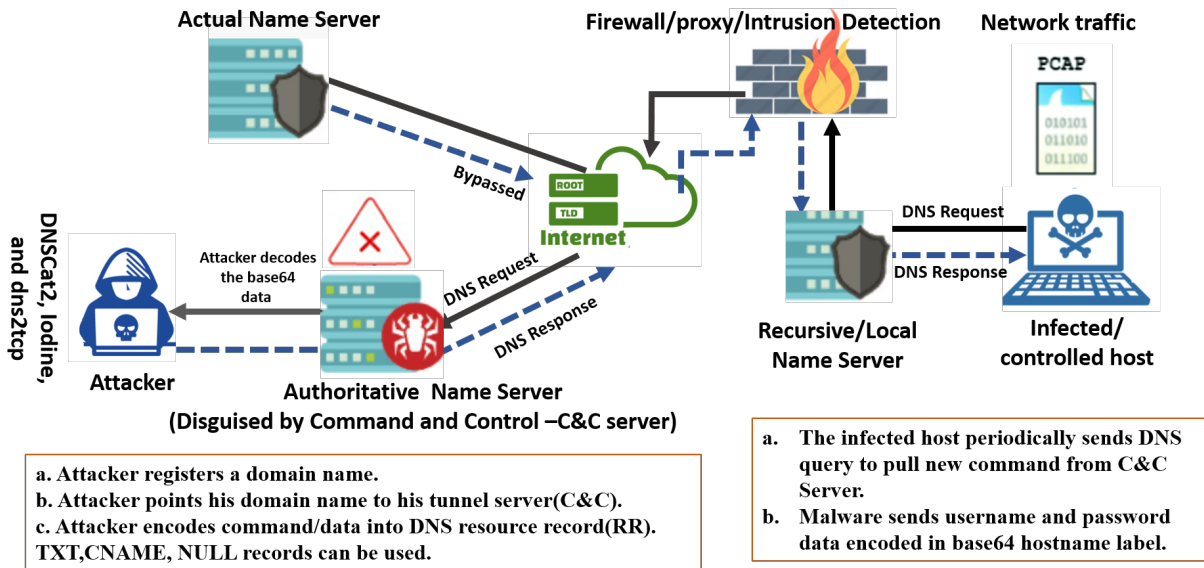 Actual Name Server
Firewall/proxy/Intrusion Detection
Network traffic
PCAP
010101
011010
011100
Bypassed
ROOT
TLD
Internet
DNS Request
DNS Response
DNSCat2, Iodine,
and dns2tcp
Attacker decodes
the base64
data
DNS Request
DNS Response
Attacker
Authoritative Name Server
(Disguised by Command and Control –C&C server)
Recursive/Local
Name Server
Infected/
controlled host
a. Attacker registers a domain name.
b. Attacker points his domain name to his tunnel server(C&C).
c. Attacker encodes command/data into DNS resource record(RR).
TXT,CNAME, NULL records can be used.
a. The infected host periodically sends DNS
query to pull new command from C&C
Server.
b. Malware sends username and password
data encoded in base64 hostname label.